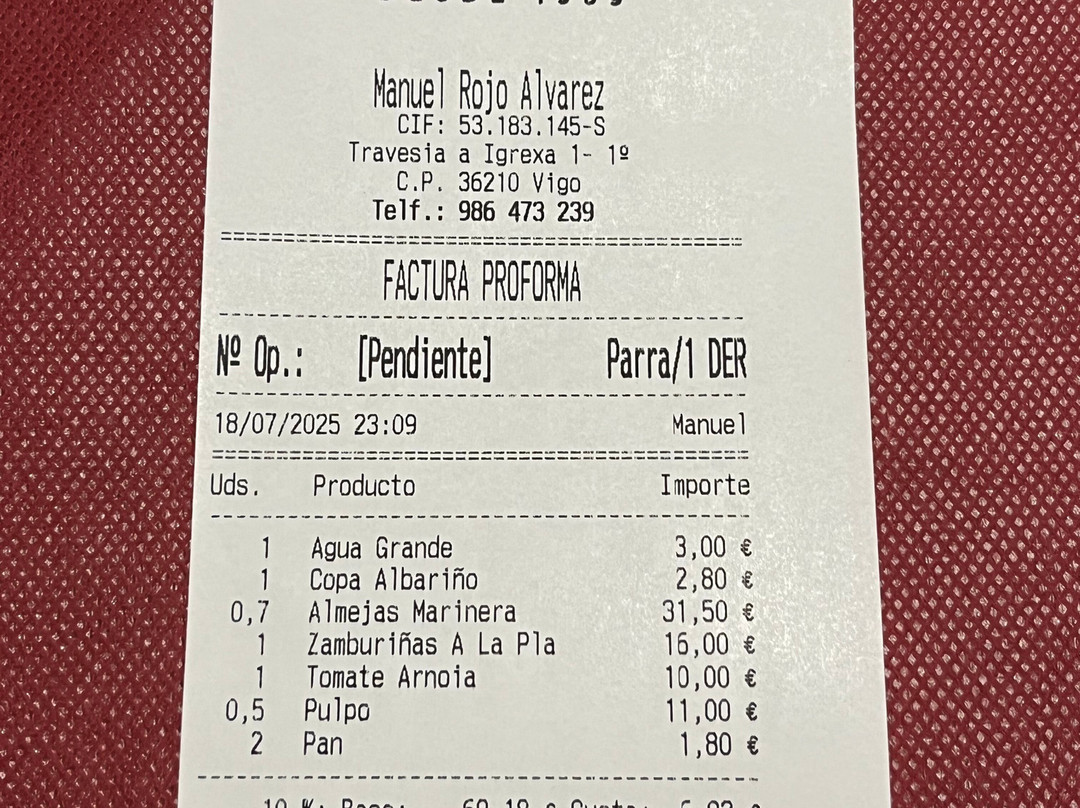 Manuel Rojo Alvarez
CIF: 53.183.145-S
Travesia a Igrexa 1- 1º
C.P. 36210 Vigo
Telf.: 986 473 239
FACTURA PROFORMA
Nº Op.: [Pendiente] Parra/1 DER
18/07/2025 23:09 Manuel
Uds. Producto Importe
1 Agua Grande 3,00 €
1 Copa Albariño 2,80 €
0,7 Almejas Marinera 31,50 €
1 Zamburiñas A La Pla 16,00 €
1 Tomate Arnoia 10,00 €
0,5 Pulpo 11,00 €
2 Pan 1,80 €